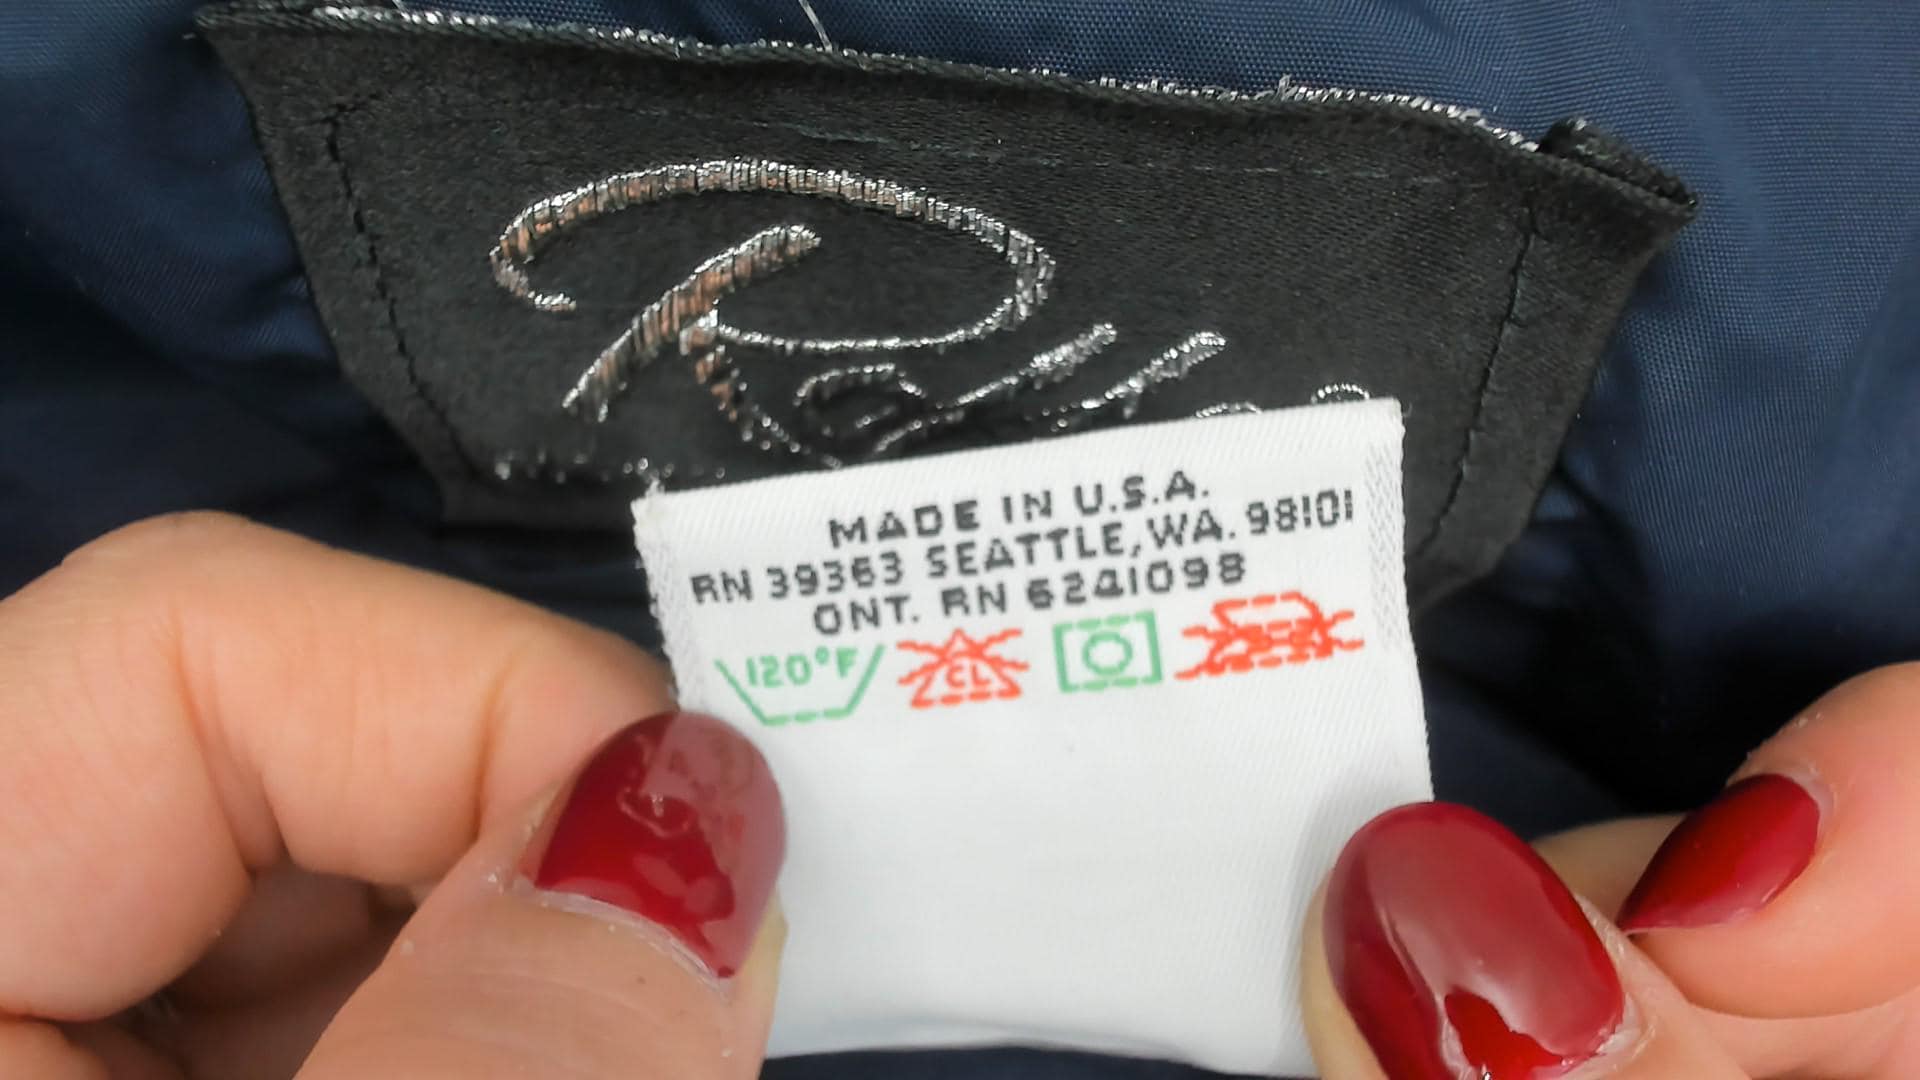 MADE IN U.S.A.
RN 39363 SEATTLE, WA. 98101
ONT. RN 6241098
120°F CL